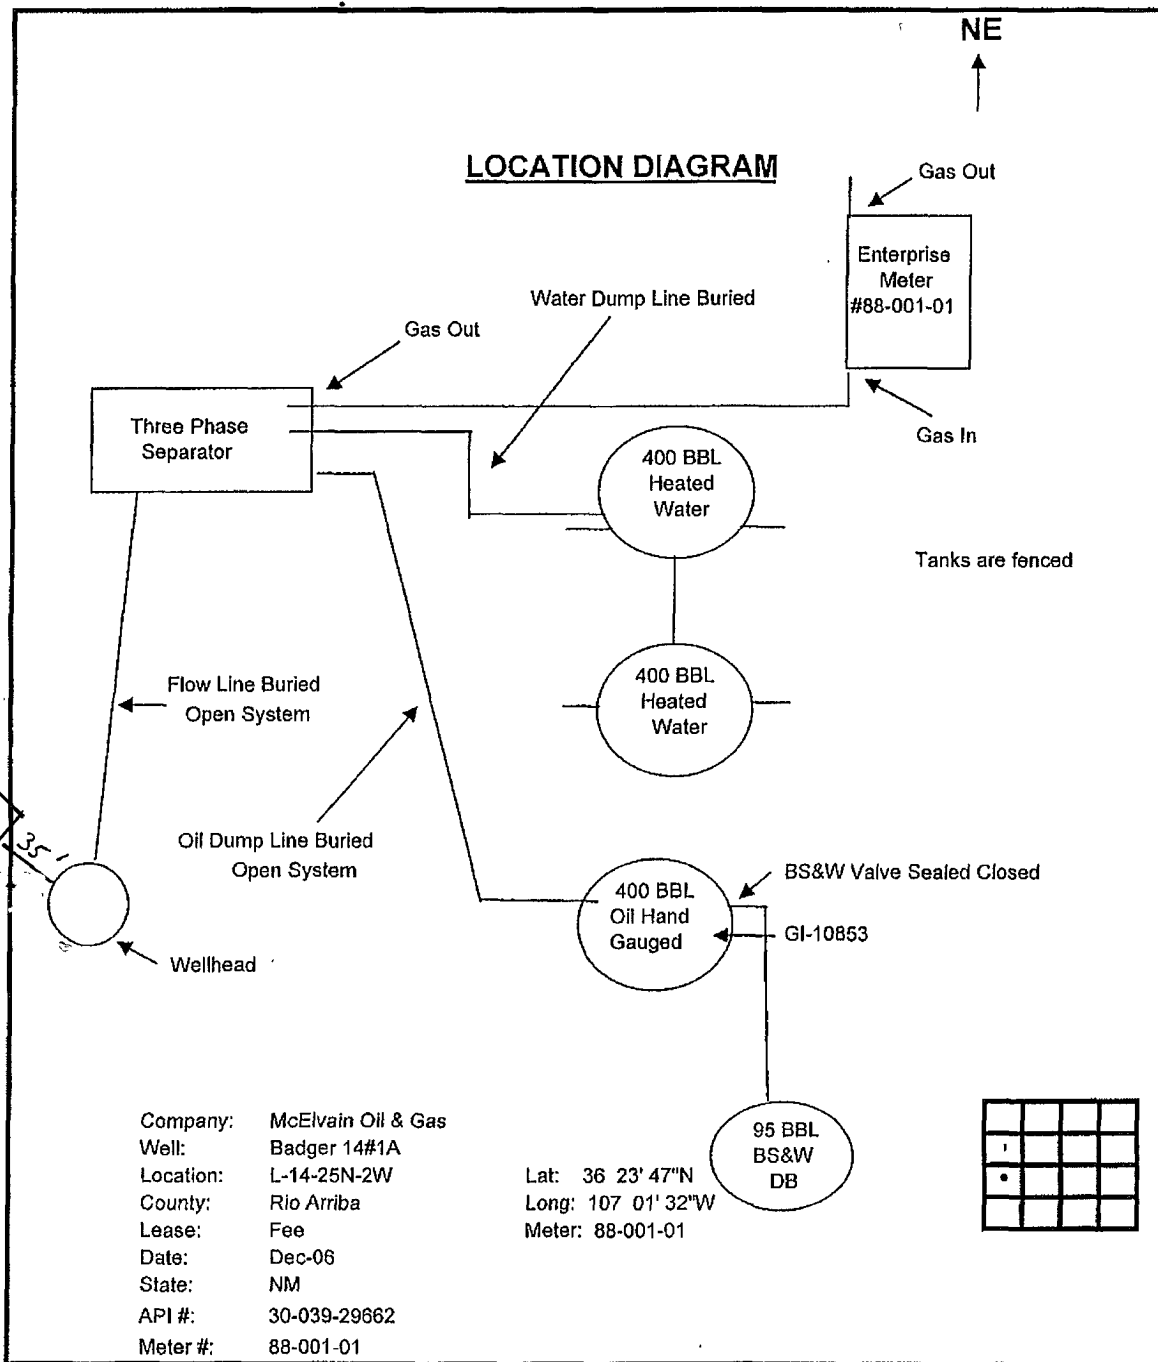 NE
LOCATION DIAGRAM
Gas Out
Enterprise
Meter
#88-001-01
Water Dump Line Buried
Gas Out
Gas In
Three Phase
Separator
400 BBL
Heated
Water
Tanks are fenced
400 BBL
Heated
Water
Flow Line Buried
Open System
35'
Oil Dump Line Buried
Open System
BS&W Valve Sealed Closed
400 BBL
Oil Hand
Gauged
GI-10853
Wellhead
95 BBL
BS&W
DB
Company: McElvain Oil & Gas
Well: Badger 14#1A
Location: L-14-25N-2W
County: Rio Arriba
Lease: Fee
Date: Dec-06
State: NM
API #: 30-039-29662
Meter #: 88-001-01
Lat: 36 23' 47"N
Long: 107 01' 32"W
Meter: 88-001-01